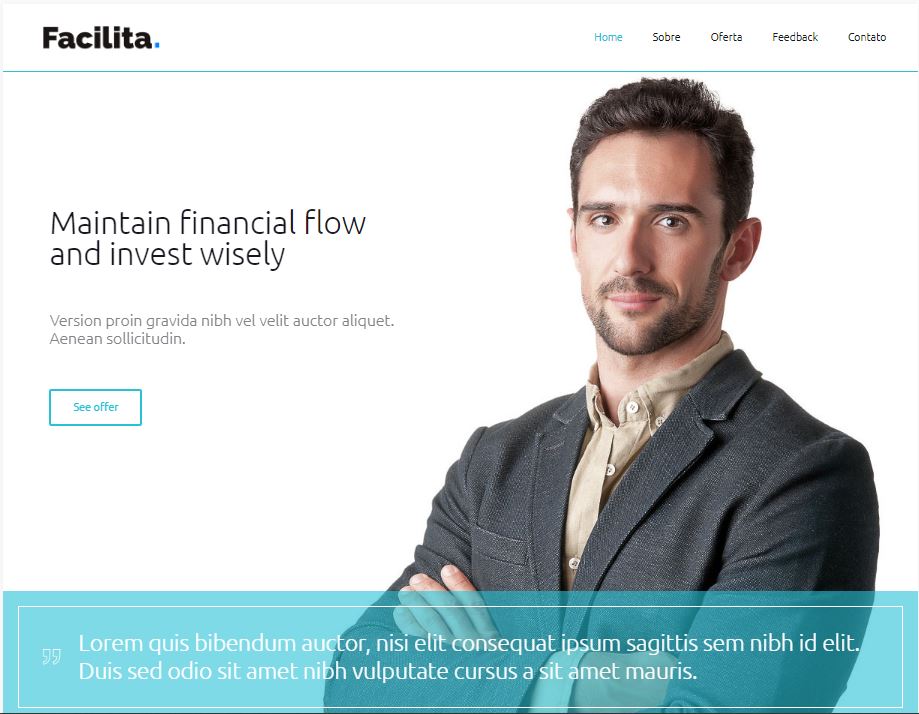 Facilita.
Home Sobre Oferta Feedback Contato
Maintain financial flow
and invest wisely
Version proin gravida nibh vel velit auctor aliquet.
Aenean sollicitudin.
See offer
Lorem quis bibendum auctor, nisi elit consequat ipsum sagittis sem nibh id elit.
Duis sed odio sit amet nibh vulputate cursus a sit amet mauris.